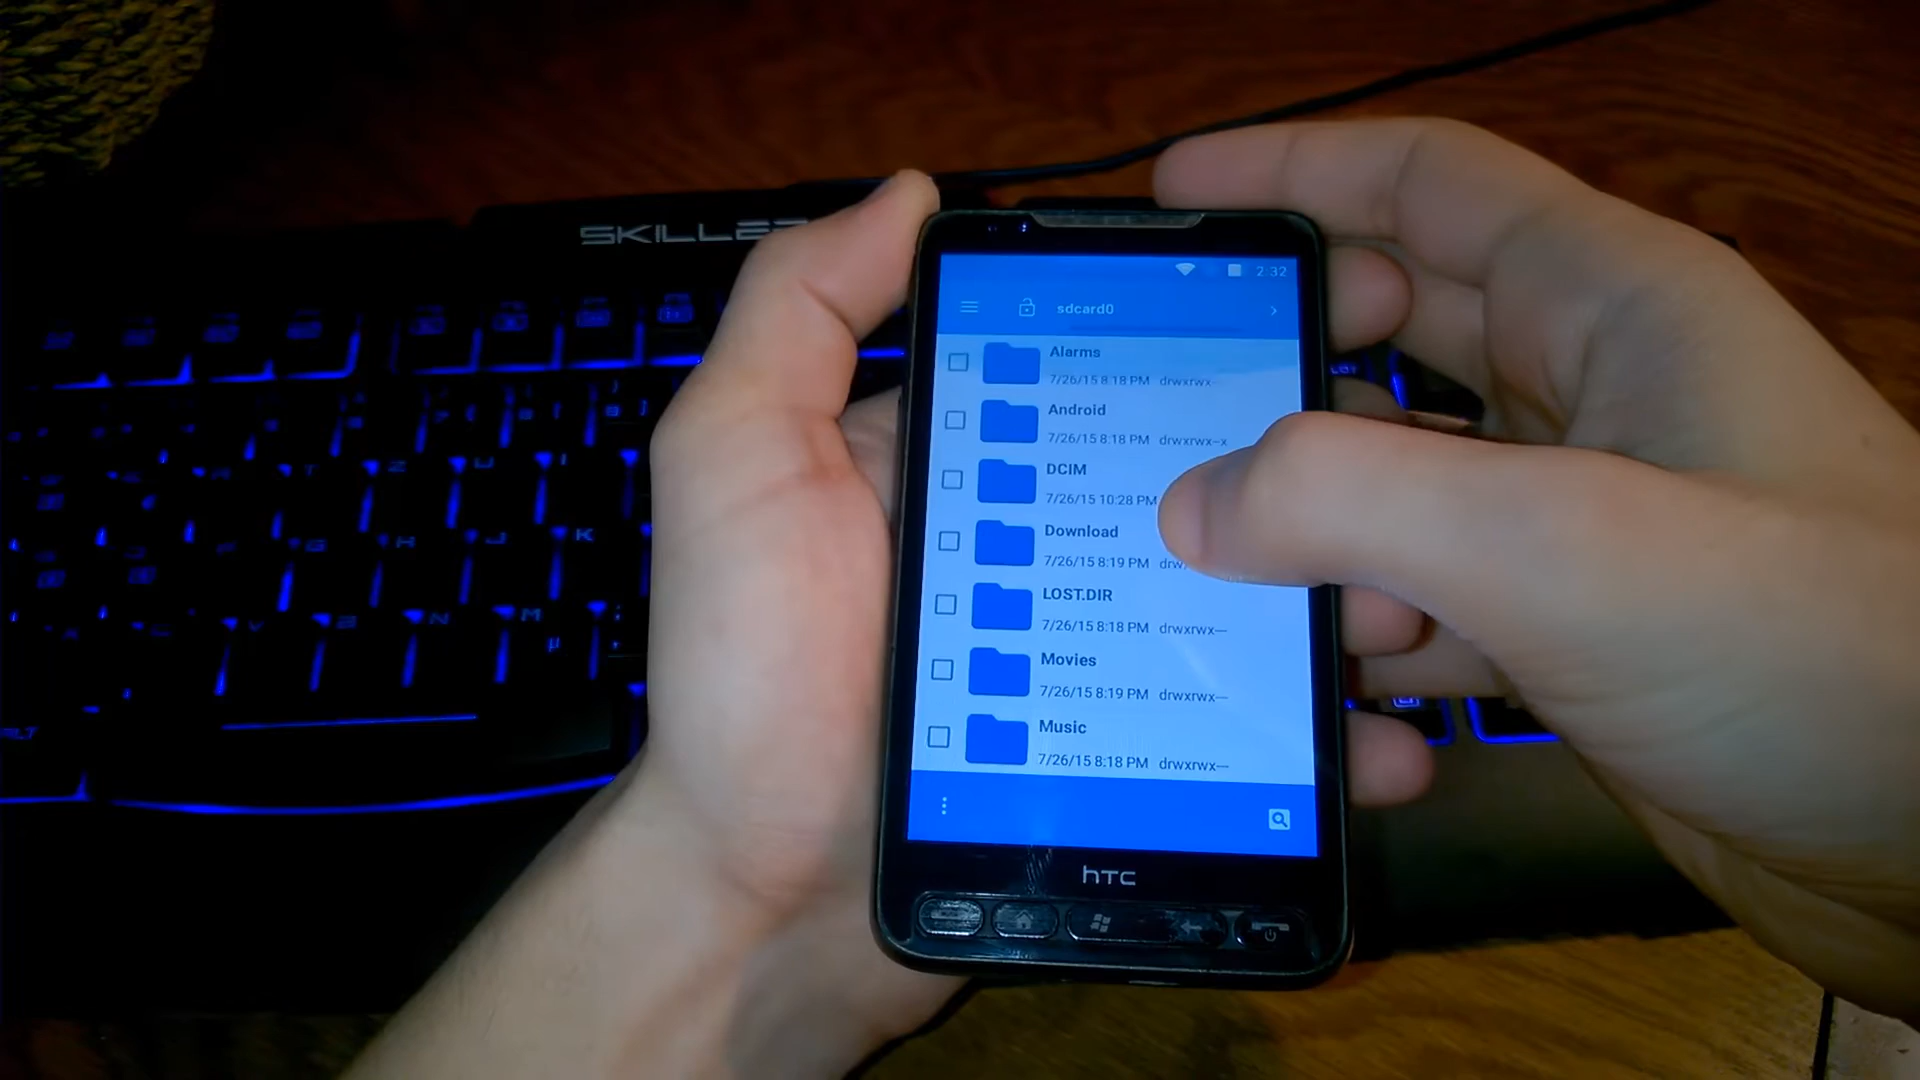 SKILLE
2:32
sdcard0
Alarms
7/26/15 8:18 PM drwxrwx--
Android
7/26/15 8:18 PM drwxrwx--x
DCIM
7/26/15 10:28 PM
Download
7/26/15 8:19 PM drw
LOST.DIR
7/26/15 8:18 PM drwxrwx—
Movies
7/26/15 8:19 PM drwxrwx—
Music
7/26/15 8:18 PM drwxrwx—
hTC
T Z U I
G H J K
V B N M
µ